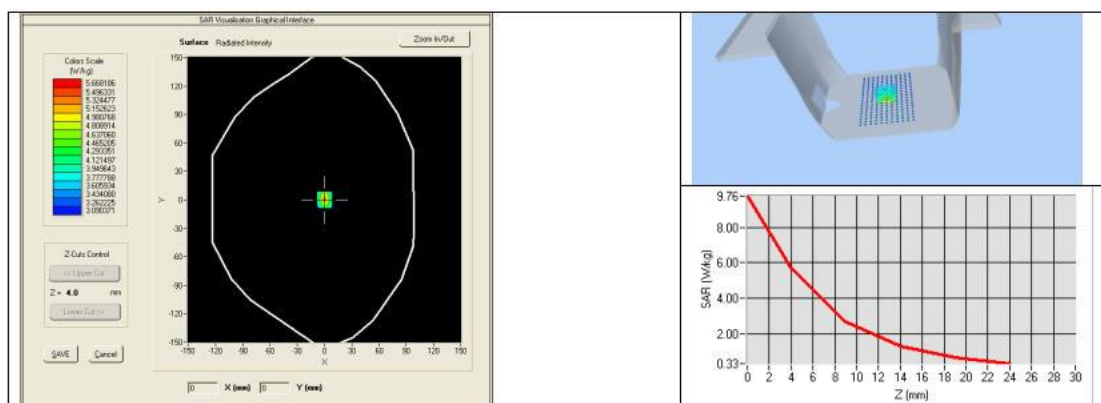 SAR Visualisation Graphical Interface
Surface Radiated Intensity
Zoom In/Out
Colors Scale
(W/kg)
5.668186
5.496331
5.324477
5.152623
4.980768
4.808914
4.637060
4.465205
4.293351
4.121497
3.949643
3.777788
3.605934
3.434080
3.262225
3.090371
Z-Cuts Control
<< Upper Cut
Z = 4.0 mm
Lower Cut >>
SAVE Cancel
150
120
90
60
30
0
-30
-60
-90
-120
-150
Y
-150 -120 -90 -60 -30 0 30 60 90 120 150
X
0 X (mm) 0 Y (mm)
9.76
8.00
6.00
4.00
2.00
0.33
SAR (W/kg)
0 2 4 6 8 10 12 14 16 18 20 22 24 26 28 30
Z (mm)